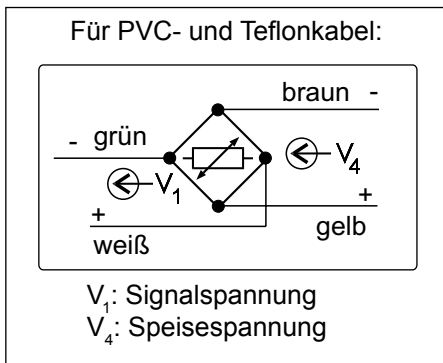 Für PVC- und Teflonkabel:
braun -
- grün
V4
V1
+
+
weiß
gelb
V1: Signalspannung
V4: Speisespannung